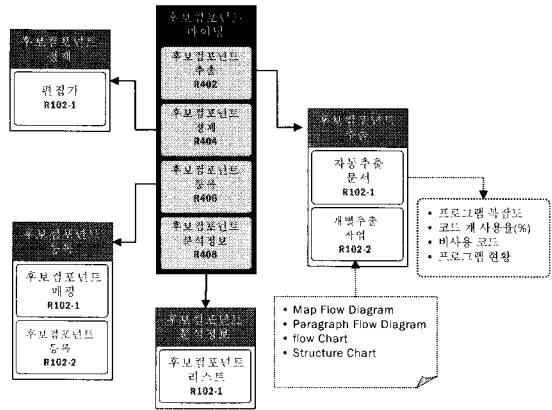 후보컴포넌트
마이닝
후보컴포넌트
추출
R402
후보컴포넌트
정제
R404
후보컴포넌트
등록
R406
후보컴포넌트
분석정보
R408
후보컴포넌트
정제
편집기
R102-1
후보컴포넌트
등록
후보컴포넌트
매핑
R102-1
후보컴포넌트
등록
R102-2
후보컴포넌트
분석정보
후보컴포넌트
리스트
R102-1
후보컴포넌트
추출
자동추출
문서
R102-1
개별추출
작업
R102-2
• 프로그램 복잡도
• 코드 재 사용율(%)
• 비사용 코드
• 프로그램 현황
• Map Flow Diagram
• Paragraph Flow Diagram
• flow Chart
• Structure Chart